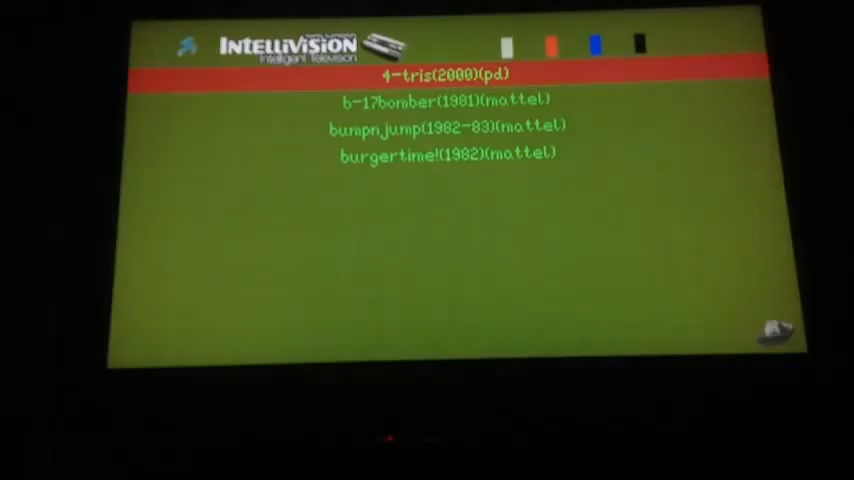 INTELLIVISION
Intelligent Television
4-tris(2000)(pd)
b-17bomber(1981)(mattel)
bumpnjump(1982-83)(mattel)
burgertime!(1982)(mattel)